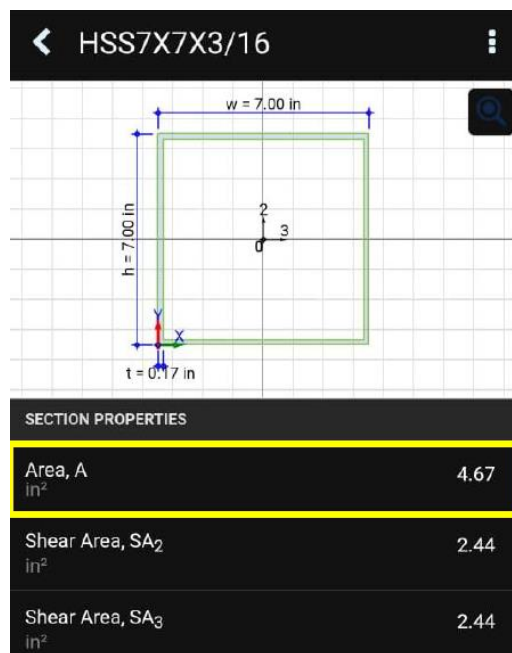 HSS7X7X3/16
w = 7.00 in
h = 7.00 in
2
3
0
Y
X
t = 0.17 in
SECTION PROPERTIES
Area, A
in²
4.67
Shear Area, SA₂
in²
2.44
Shear Area, SA₃
in²
2.44